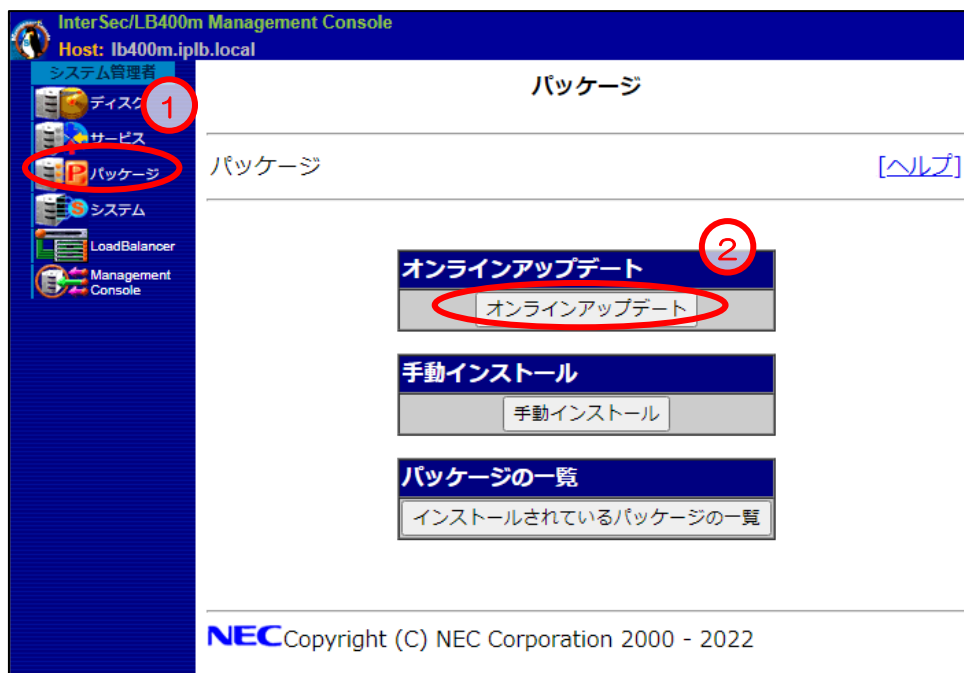 InterSec/LB400m Management Console
Host: lb400m.iplb.local
システム管理者
ディスク
1
サービス
パッケージ
システム
LoadBalancer
Management
Console
パッケージ
パッケージ
[ヘルプ]
2
オンラインアップデート
オンラインアップデート
手動インストール
手動インストール
パッケージの一覧
インストールされているパッケージの一覧
NEC Copyright (C) NEC Corporation 2000 - 2022